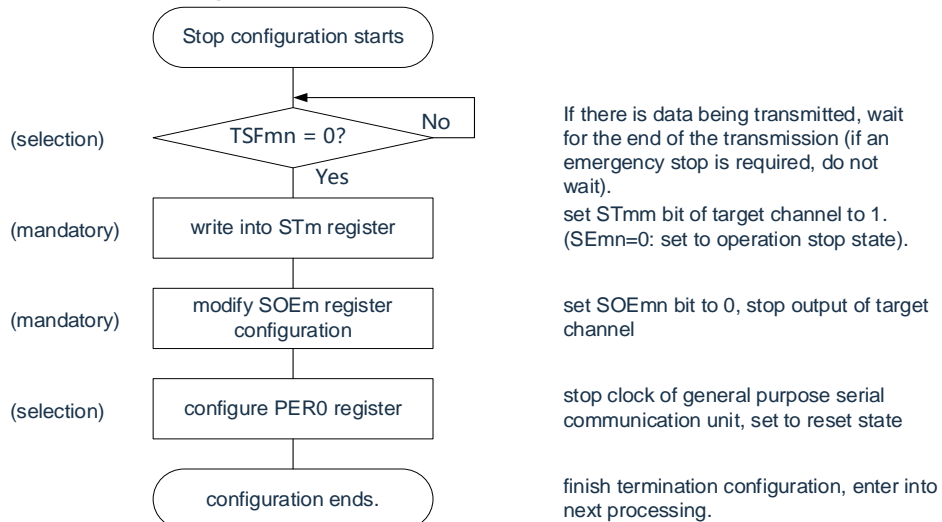 Stop configuration starts
(selection)
TSFmn = 0?
No
Yes
If there is data being transmitted, wait
for the end of the transmission (if an
emergency stop is required, do not
wait).
(mandatory)
write into STm register
set STmm bit of target channel to 1.
(SEmn=0: set to operation stop state).
(mandatory)
modify SOEm register
configuration
set SOEmn bit to 0, stop output of target
channel
(selection)
configure PER0 register
stop clock of general purpose serial
communication unit, set to reset state
configuration ends.
finish termination configuration, enter into
next processing.